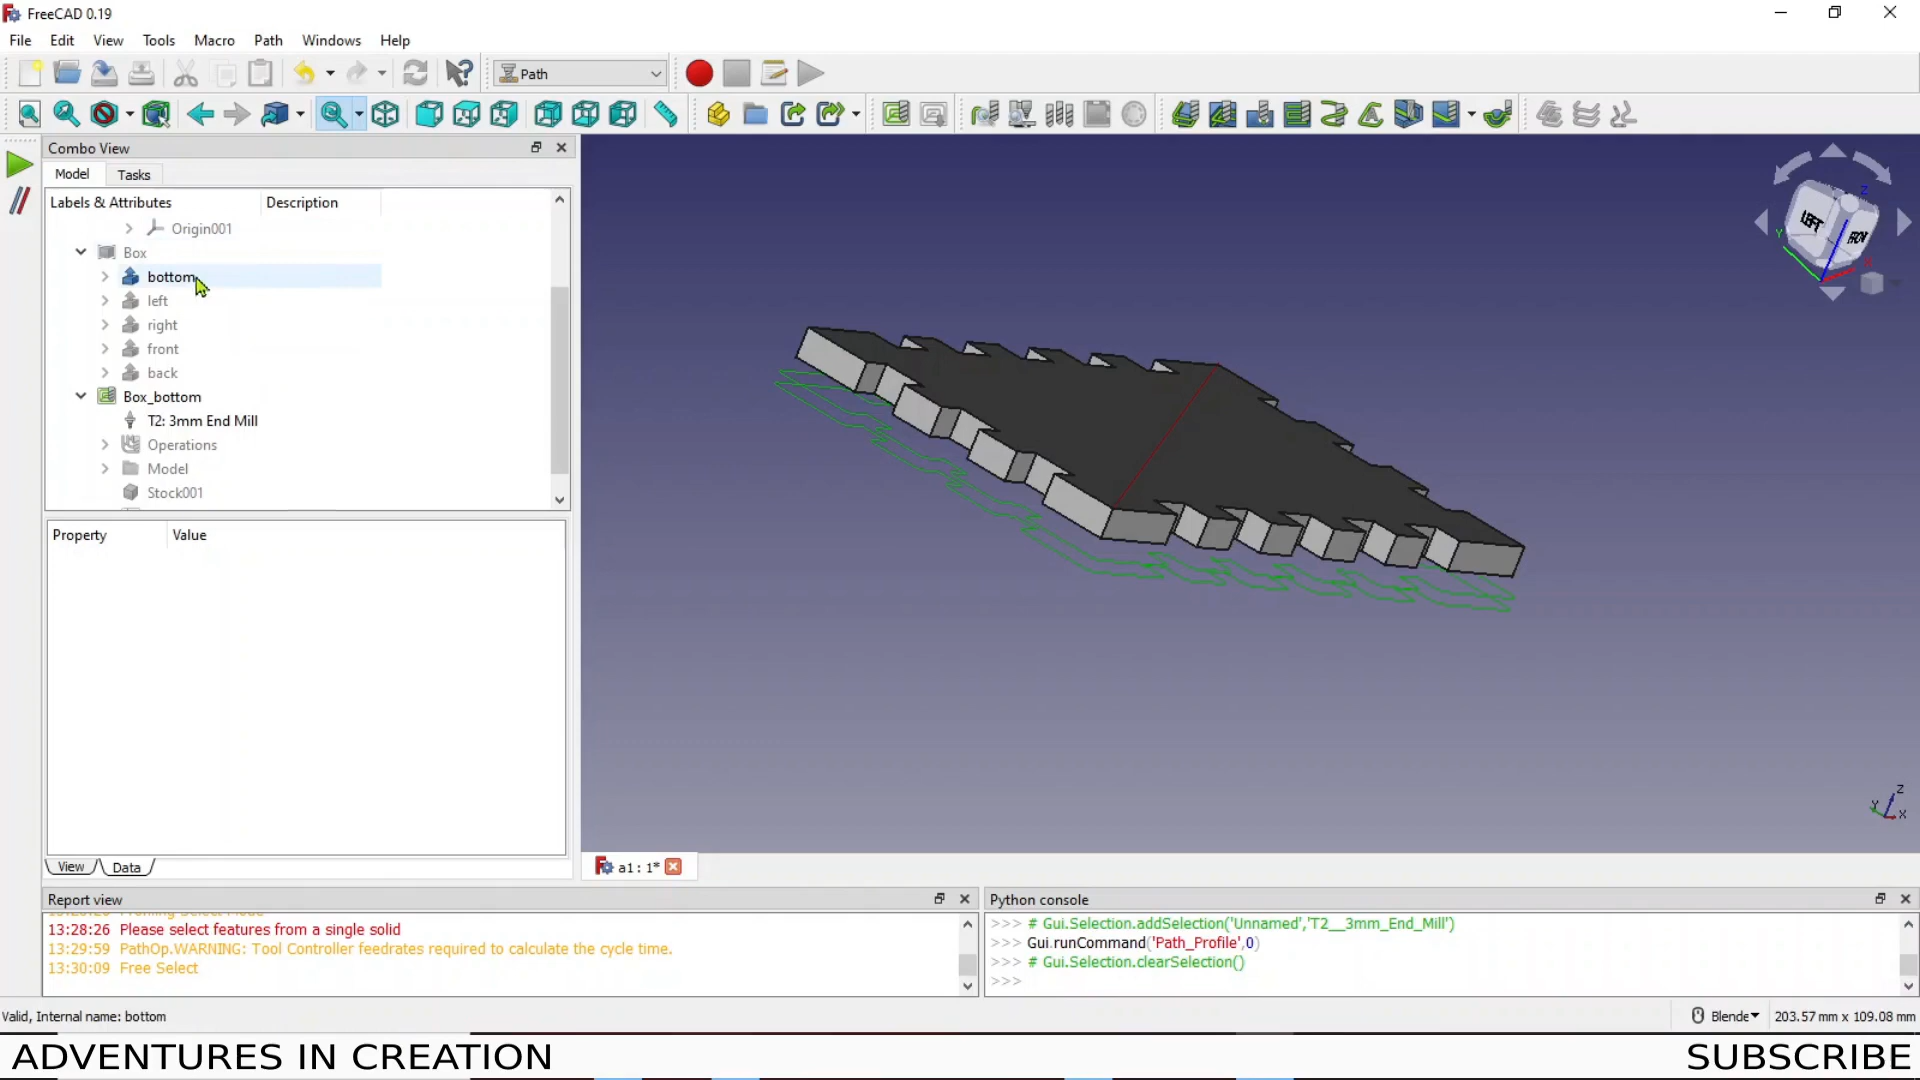 FreeCAD 0.19
File Edit View Tools Macro Path Windows Help
Path
Combo View
Model Tasks
Labels & Attributes Description
Origin001
Box
bottom
left
right
front
back
Box_bottom
T2: 3mm End Mill
Operations
Model
Stock001
Property Value
View Data
a1 : 1*
LEFT
Z
Y
X
Z
Y
X
Report view
13:28:26 Please select features from a single solid
13:29:59 PathOp.WARNING: Tool Controller feedrates required to calculate the cycle time.
13:30:09 Free Select
Python console
>>> # Gui.Selection.addSelection('Unnamed','T2__3mm_End_Mill')
>>> Gui.runCommand('Path_Profile',0)
>>> # Gui.Selection.clearSelection()
>>>
Valid, Internal name: bottom
Blende
203.57 mm x 109.08 mm
ADVENTURES IN CREATION
SUBSCRIBE